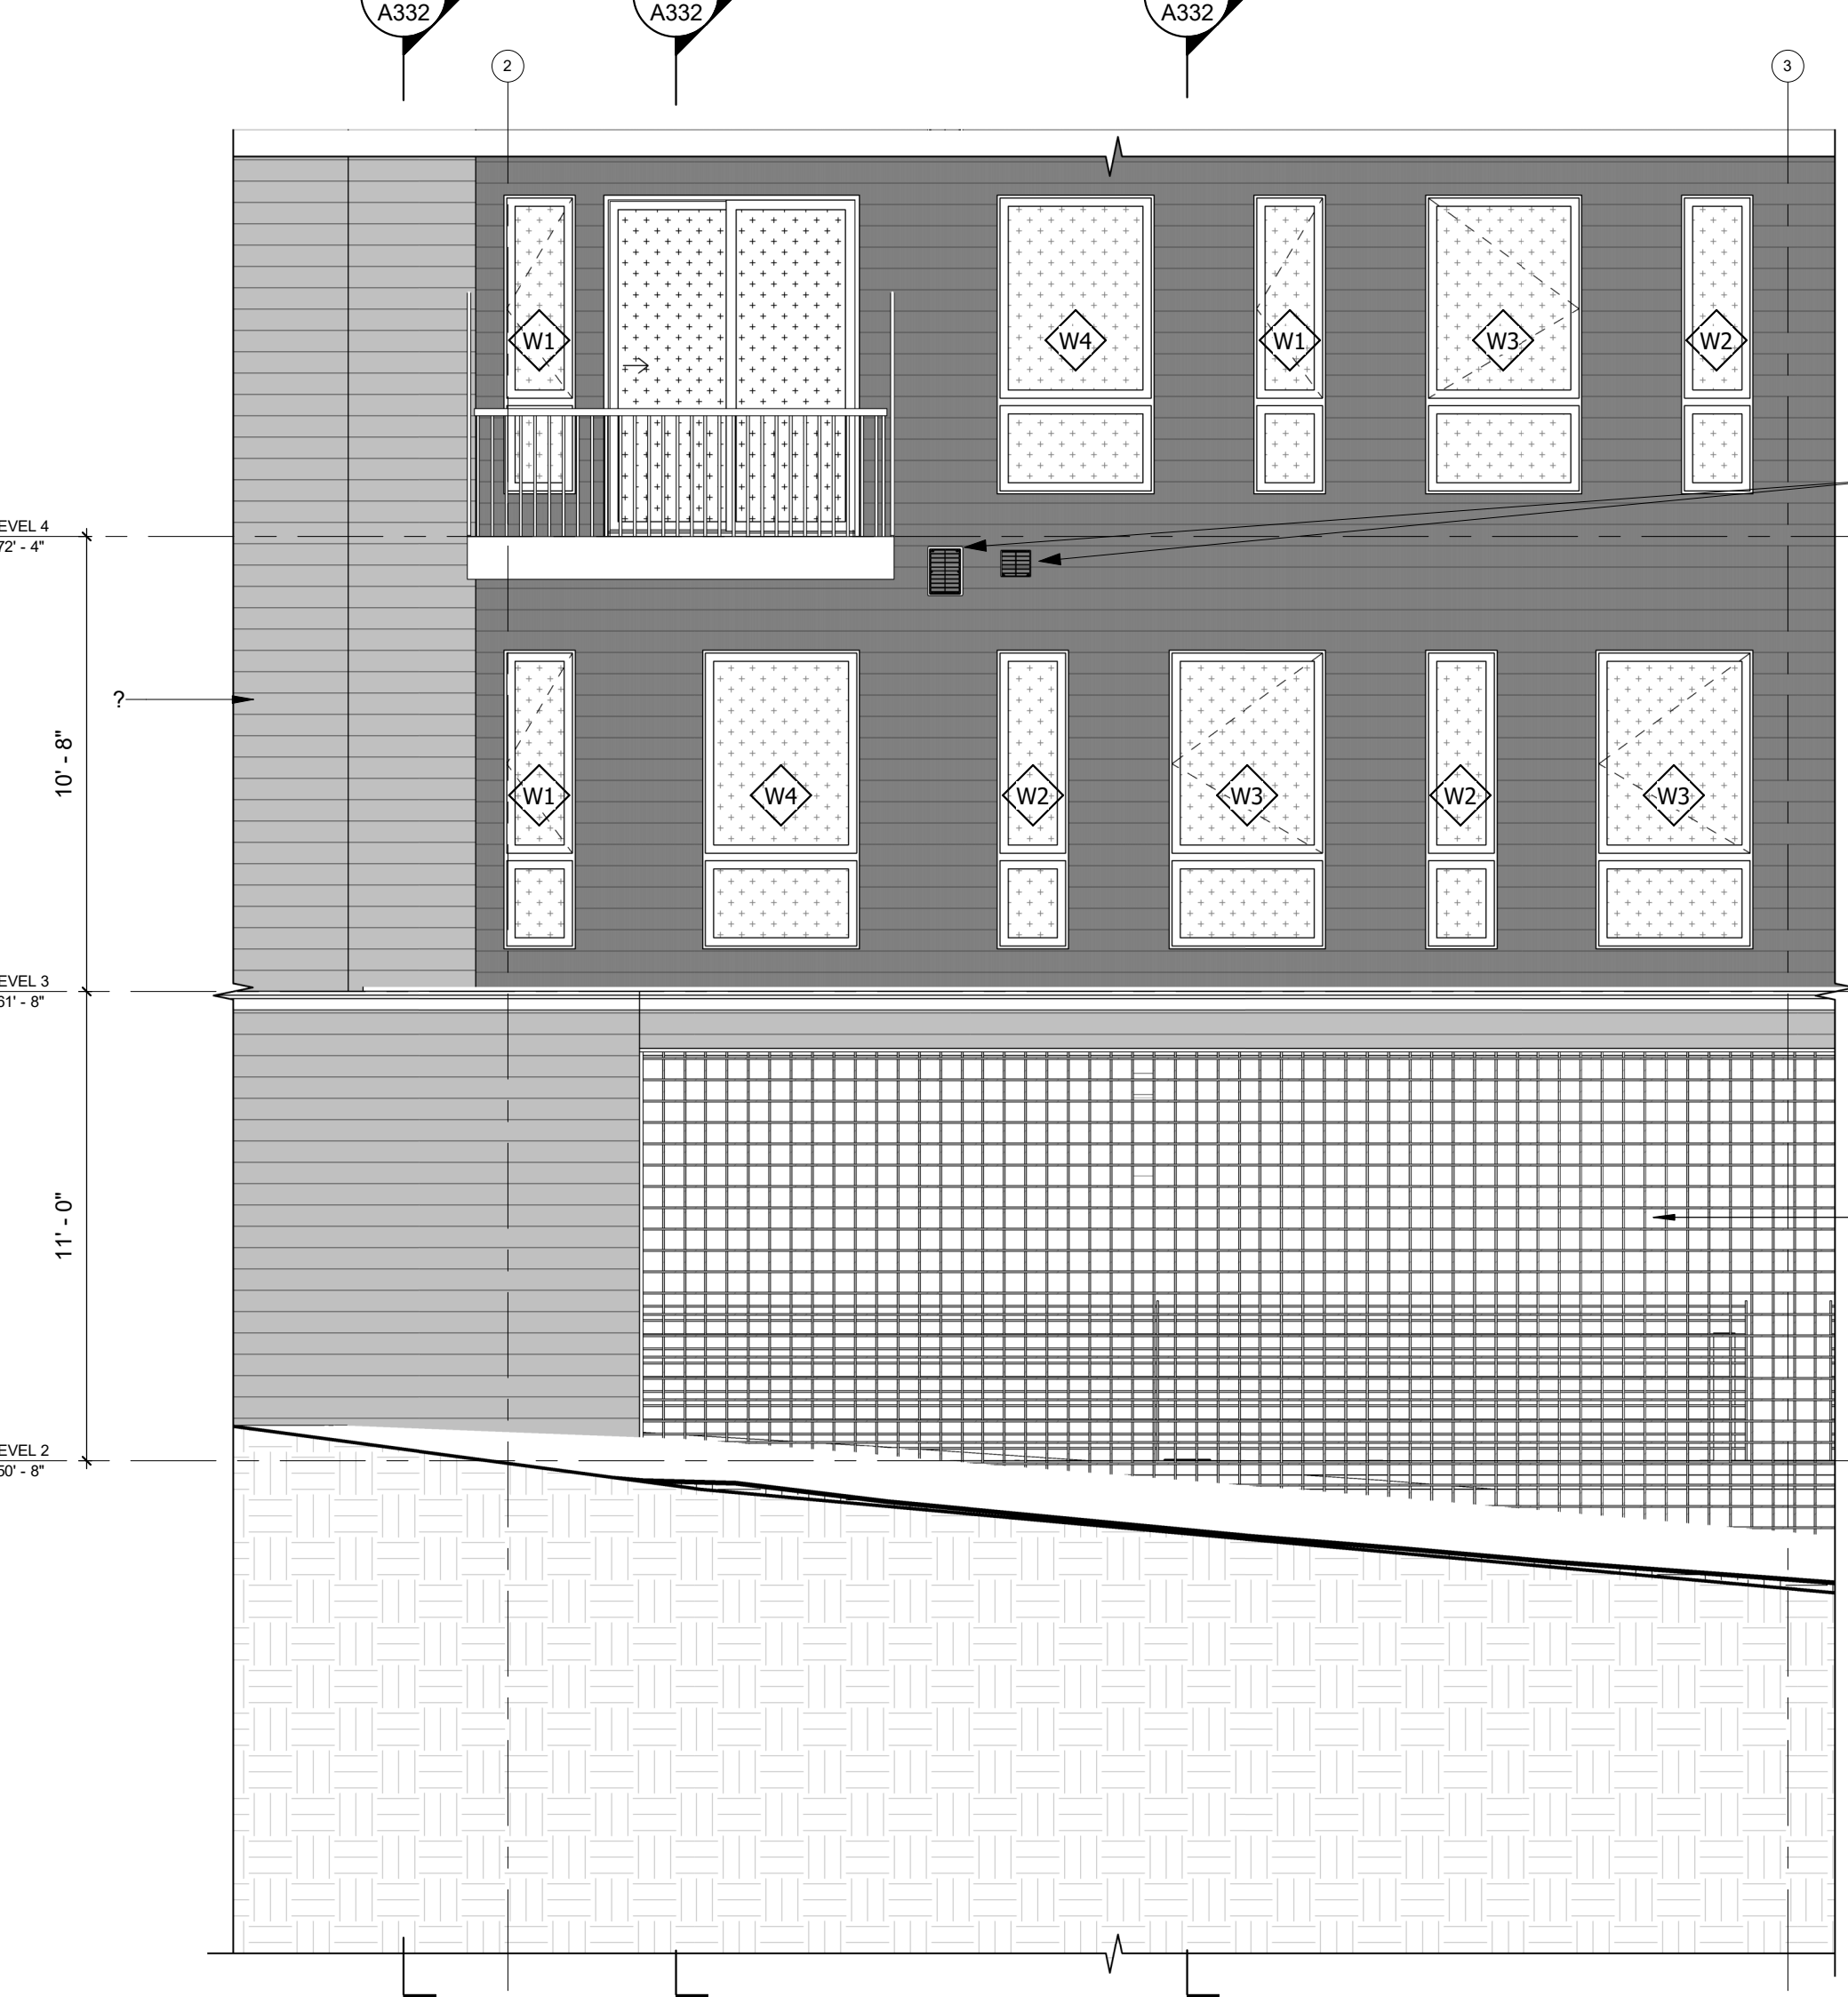 A332
A332
A332
2
3
W1
W4
W1
W3
W2
EVEL 4
72' - 4"
?
10' - 8"
W1
W4
W2
W3
W2
W3
EVEL 3
61' - 8"
11' - 0"
EVEL 2
50' - 8"